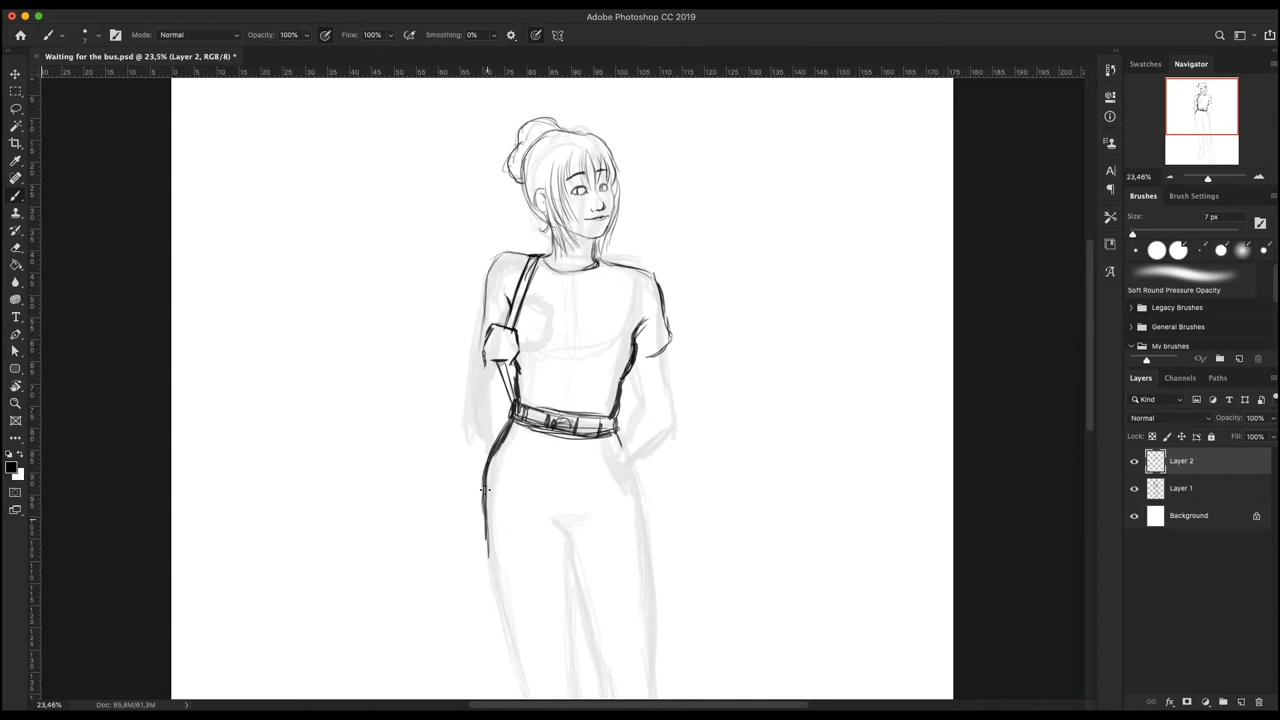 Adobe Photoshop CC 2019
7 Mode: Normal Opacity: 100% Flow: 100% Smoothing: 0%
Waiting for the bus.psd @ 23,5% (Layer 2, RGB/8) *
Swatches Navigator
23,46%
Brushes Brush Settings
Size: 7 px
Soft Round Pressure Opacity
Legacy Brushes
General Brushes
My brushes
Layers Channels Paths
Kind
Normal Opacity: 100%
Lock: Fill: 100%
Layer 2
Layer 1
Background
23,46% Doc: 85,8M/61,3M